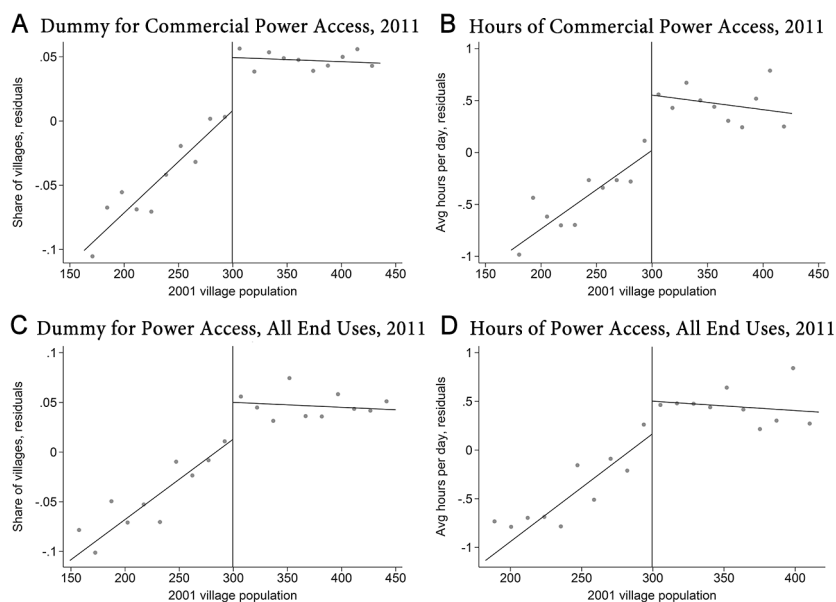 A Dummy for Commercial Power Access, 2011
Share of villages, residuals
.05
0
-.05
-.1
150 200 250 300 350 400 450
2001 village population
B Hours of Commercial Power Access, 2011
Avg hours per day, residuals
1
.5
0
-.5
-1
150 200 250 300 350 400 450
2001 village population
C Dummy for Power Access, All End Uses, 2011
Share of villages, residuals
.1
.05
0
-.05
-.1
150 200 250 300 350 400 450
2001 village population
D Hours of Power Access, All End Uses, 2011
Avg hours per day, residuals
1
.5
0
-.5
-1
200 250 300 350 400
2001 village population